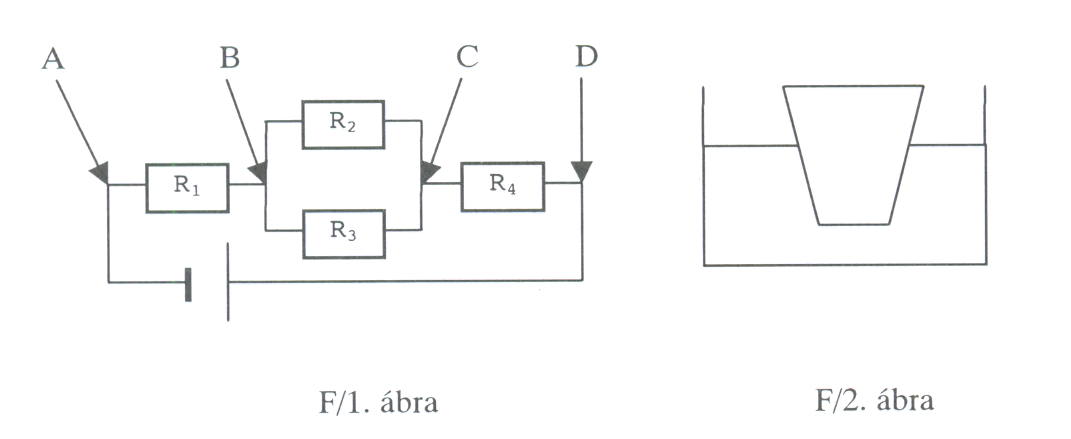 A B C D
R2
R1 R4
R3
F/1. ábra F/2. ábra